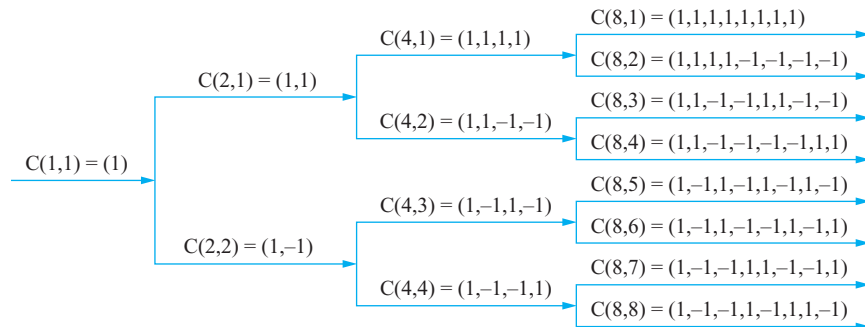 C(8,1) = (1,1,1,1,1,1,1,1)
C(4,1) = (1,1,1,1)
C(8,2) = (1,1,1,1,–1,–1,–1,–1)
C(2,1) = (1,1)
C(8,3) = (1,1,–1,–1,1,1,–1,–1)
C(4,2) = (1,1,–1,–1)
C(8,4) = (1,1,–1,–1,–1,–1,1,1)
C(1,1) = (1)
C(8,5) = (1,–1,1,–1,1,–1,1,–1)
C(4,3) = (1,–1,1,–1)
C(8,6) = (1,–1,1,–1,–1,1,–1,1)
C(2,2) = (1,–1)
C(8,7) = (1,–1,–1,1,1,–1,–1,1)
C(4,4) = (1,–1,–1,1)
C(8,8) = (1,–1,–1,1,–1,1,1,–1)